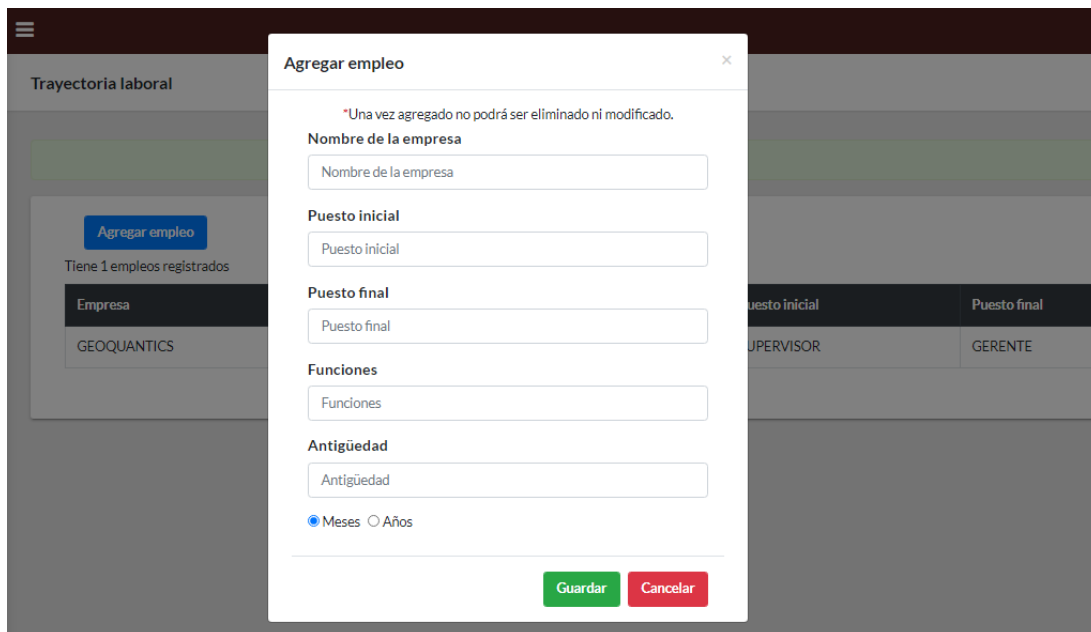 Agregar empleo
×
Trayectoria laboral
*Una vez agregado no podrá ser eliminado ni modificado.
Nombre de la empresa
Nombre de la empresa
Puesto inicial
Puesto inicial
Puesto final
Puesto final
Funciones
Funciones
Antigüedad
Antigüedad
Meses Años
Guardar Cancelar
Agregar empleo
Tiene 1 empleos registrados
Empresa uesto inicial Puesto final
GEOQUANTICS UPERVISOR GERENTE